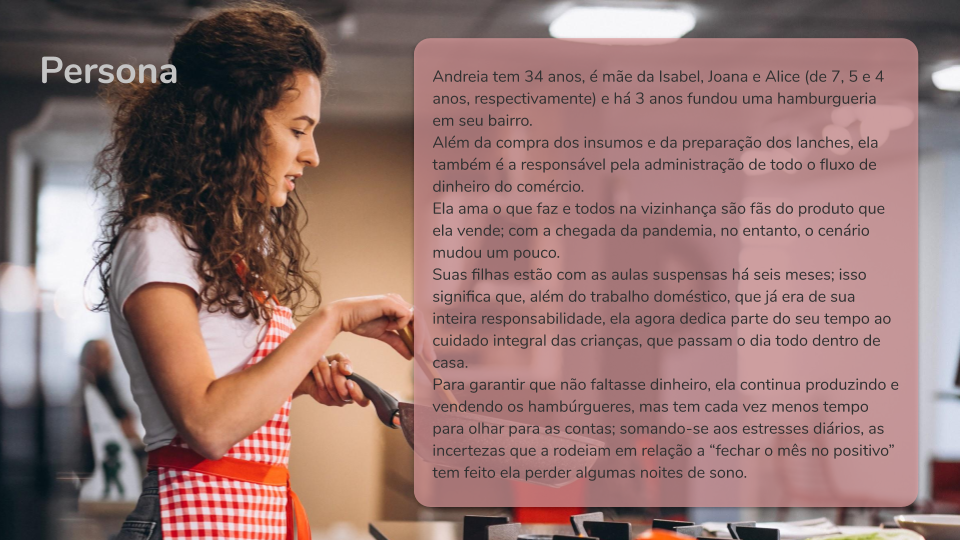 Persona
Andreia tem 34 anos, é mãe da Isabel, Joana e Alice (de 7, 5 e 4
anos, respectivamente) e há 3 anos fundou uma hamburgueria
em seu bairro.
Além da compra dos insumos e da preparação dos lanches, ela
também é a responsável pela administração de todo o fluxo de
dinheiro do comércio.
Ela ama o que faz e todos na vizinhança são fãs do produto que
ela vende; com a chegada da pandemia, no entanto, o cenário
mudou um pouco.
Suas filhas estão com as aulas suspensas há seis meses; isso
significa que, além do trabalho doméstico, que já era de sua
inteira responsabilidade, ela agora dedica parte do seu tempo ao
cuidado integral das crianças, que passam o dia todo dentro de
casa.
Para garantir que não faltasse dinheiro, ela continua produzindo e
vendendo os hambúrgueres, mas tem cada vez menos tempo
para olhar para as contas; somando-se aos estresses diários, as
incertezas que a rodeiam em relação a “fechar o mês no positivo”
tem feito ela perder algumas noites de sono.